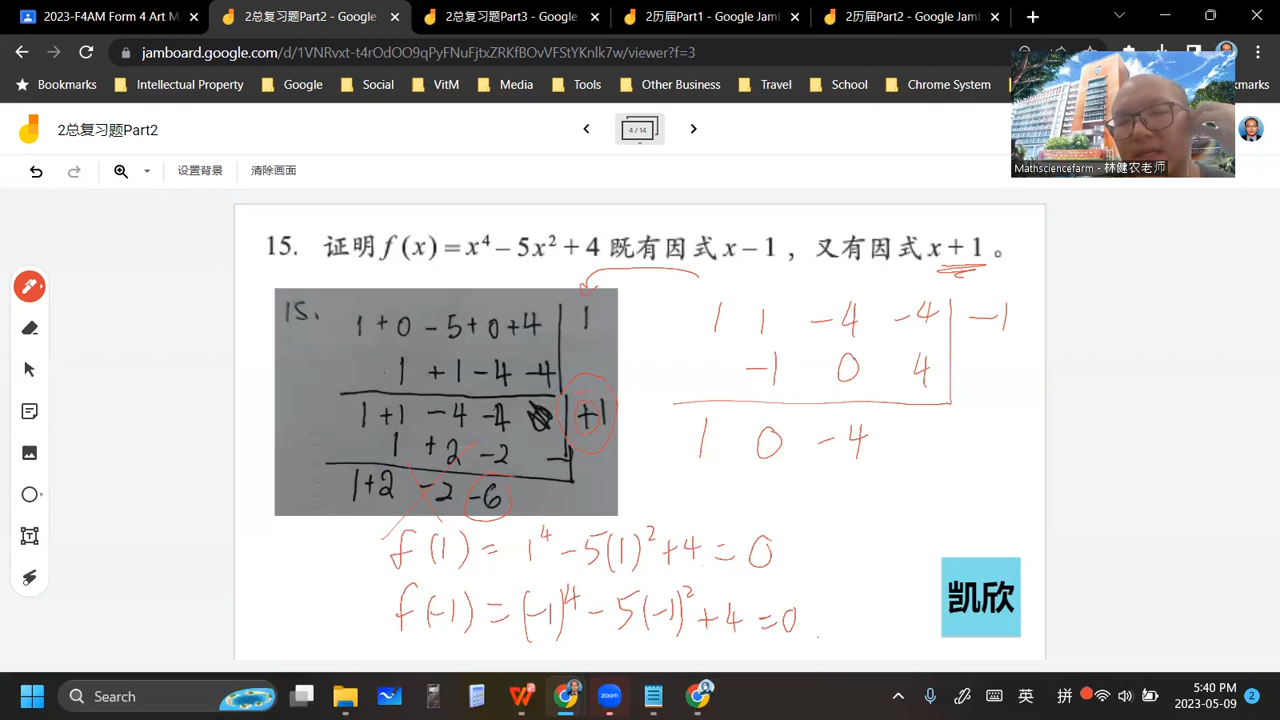 2023-F4AM Form 4 Art M
2总复习题Part2 - Google
2总复习题Part3 - Google
2历届Part1 - Google Jamb
2历届Part2 - Google Jamb
jamboard.google.com/d/1VNRvxt-t4rOdOO9qPyFNuFjtxZRKfBOvVFStYKnlk7w/viewer?f=3
Bookmarks Intellectual Property Google Social VitM Media Tools Other Business Travel School Chrome System Bookmarks
2总复习题Part2
4 / 14
设置背景 清除画面
Mathsciencefarm - 林健农老师
15. 证明f(x)=x⁴−5x²+4既有因式x−1，又有因式x+1。
15.
1 +0 −5 +0 +4 | 1
1 +1 −4 −4
1 +1 −4 −4 | +1
1 +2 −2
1 +2 −2 −6
1 1 −4 −4 | −1
−1 0 4
1 0 −4
f(1) = 1⁴ − 5(1)² + 4 = 0
f(−1) = (−1)⁴ − 5(−1)² + 4 = 0
凯欣
Search
zoom
英 拼
5:40 PM
2023-05-09
2